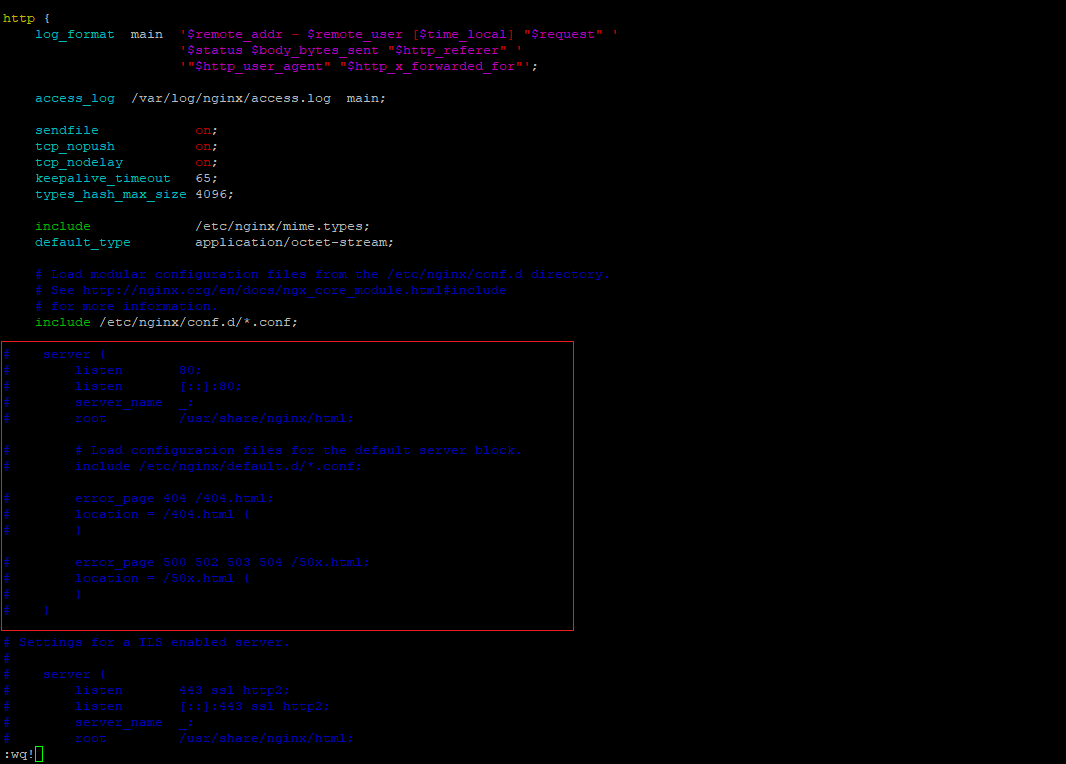 http {
    log_format  main  '$remote_addr - $remote_user [$time_local] "$request" '
                      '$status $body_bytes_sent "$http_referer" '
                      '"$http_user_agent" "$http_x_forwarded_for"';
    access_log  /var/log/nginx/access.log  main;
    sendfile            on;
    tcp_nopush          on;
    tcp_nodelay         on;
    keepalive_timeout   65;
    types_hash_max_size 4096;
    include             /etc/nginx/mime.types;
    default_type        application/octet-stream;
    # Load modular configuration files from the /etc/nginx/conf.d directory.
    # See http://nginx.org/en/docs/ngx_core_module.html#include
    # for more information.
    include /etc/nginx/conf.d/*.conf;
#    server {
#        listen       80;
#        listen       [::]:80;
#        server_name  _;
#        root         /usr/share/nginx/html;
#        # Load configuration files for the default server block.
#        include /etc/nginx/default.d/*.conf;
#        error_page 404 /404.html;
#        location = /404.html {
#        }
#        error_page 500 502 503 504 /50x.html;
#        location = /50x.html {
#        }
#    }
# Settings for a TLS enabled server.
#
#    server {
#        listen       443 ssl http2;
#        listen       [::]:443 ssl http2;
#        server_name  _;
#        root         /usr/share/nginx/html;
:wq!